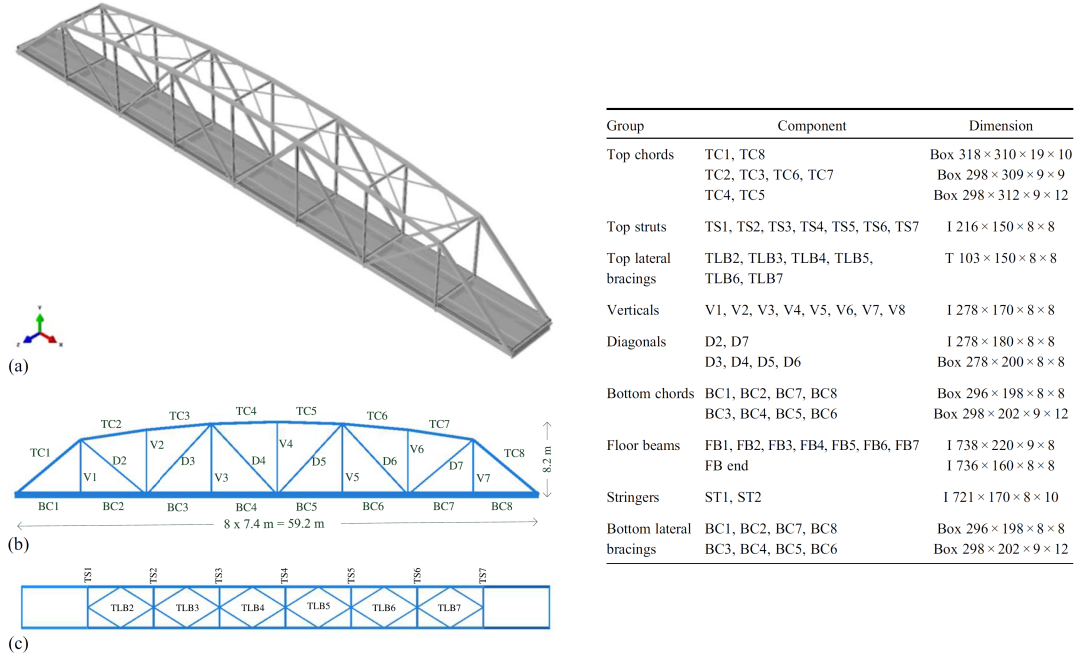 (a)
Y
Z
X
TC1
TC2
TC3
TC4
TC5
TC6
TC7
TC8
V1
D2
V2
D3
V3
D4
V4
D5
V5
D6
V6
D7
V7
8.2 m
BC1
BC2
BC3
BC4
BC5
BC6
BC7
BC8
8 x 7.4 m = 59.2 m
(b)
TS1
TS2
TS3
TS4
TS5
TS6
TS7
TLB2
TLB3
TLB4
TLB5
TLB6
TLB7
(c)
Group Component Dimension
Top chords TC1, TC8 Box 318 × 310 × 19 × 10
TC2, TC3, TC6, TC7 Box 298 × 309 × 9 × 9
TC4, TC5 Box 298 × 312 × 9 × 12
Top struts TS1, TS2, TS3, TS4, TS5, TS6, TS7 I 216 × 150 × 8 × 8
Top lateral TLB2, TLB3, TLB4, TLB5, T 103 × 150 × 8 × 8
bracings TLB6, TLB7
Verticals V1, V2, V3, V4, V5, V6, V7, V8 I 278 × 170 × 8 × 8
Diagonals D2, D7 I 278 × 180 × 8 × 8
D3, D4, D5, D6 Box 278 × 200 × 8 × 8
Bottom chords BC1, BC2, BC7, BC8 Box 296 × 198 × 8 × 8
BC3, BC4, BC5, BC6 Box 298 × 202 × 9 × 12
Floor beams FB1, FB2, FB3, FB4, FB5, FB6, FB7 I 738 × 220 × 9 × 8
FB end I 736 × 160 × 8 × 8
Stringers ST1, ST2 I 721 × 170 × 8 × 10
Bottom lateral BC1, BC2, BC7, BC8 Box 296 × 198 × 8 × 8
bracings BC3, BC4, BC5, BC6 Box 298 × 202 × 9 × 12